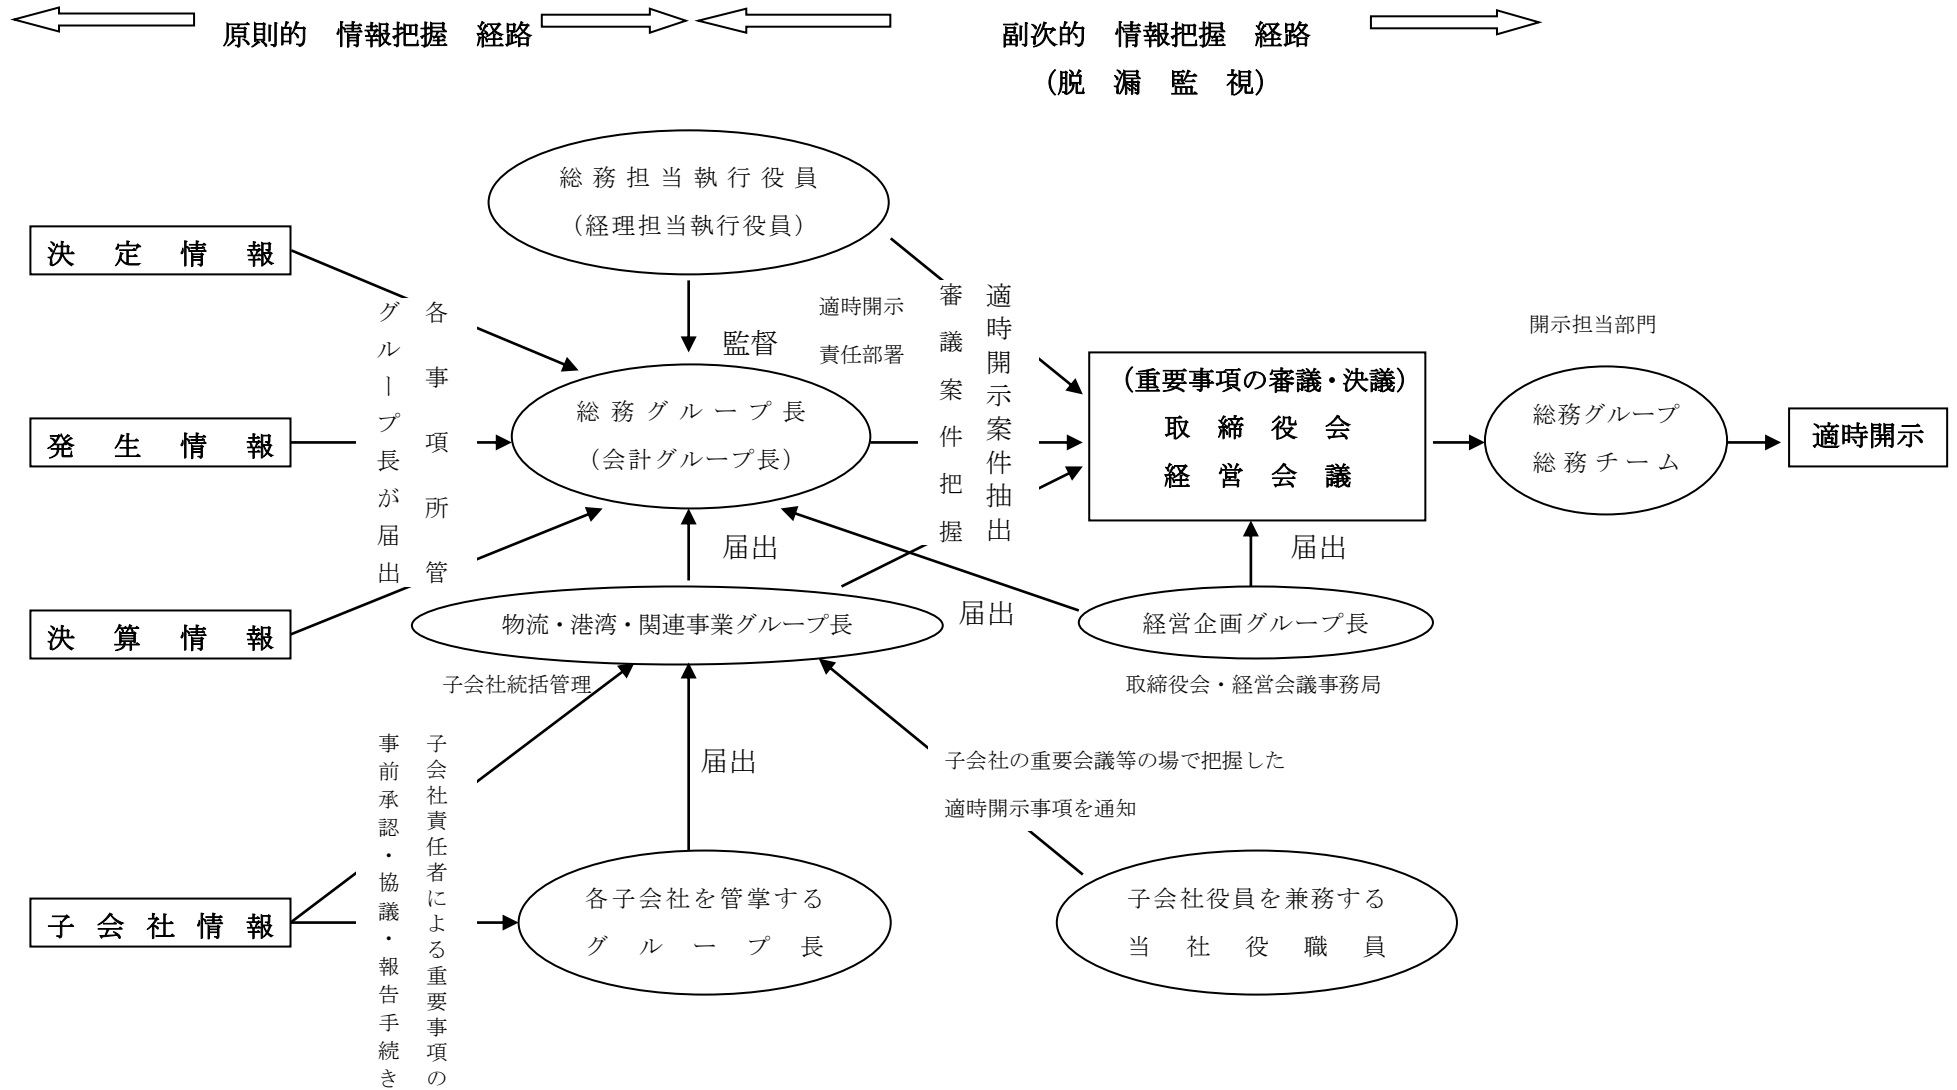 原則的　情報把握　経路
副次的　情報把握　経路
（脱　漏　監　視）
総務担当執行役員
（経理担当執行役員）
決定情報
各事項所管
グループ長が届出
監督
適時開示
責任部署
適時開示案件抽出
審議案件把握
開示担当部門
（重要事項の審議・決議）
取締役会
経営会議
総務グループ
総務チーム
適時開示
発生情報
総務グループ長
（会計グループ長）
届出
届出
届出
決算情報
物流・港湾・関連事業グループ長
経営企画グループ長
子会社統括管理
取締役会・経営会議事務局
子会社責任者による重要事項の
事前承認・協議・報告手続き
届出
子会社の重要会議等の場で把握した
適時開示事項を通知
子会社情報
各子会社を管掌する
グループ長
子会社役員を兼務する
当社役職員